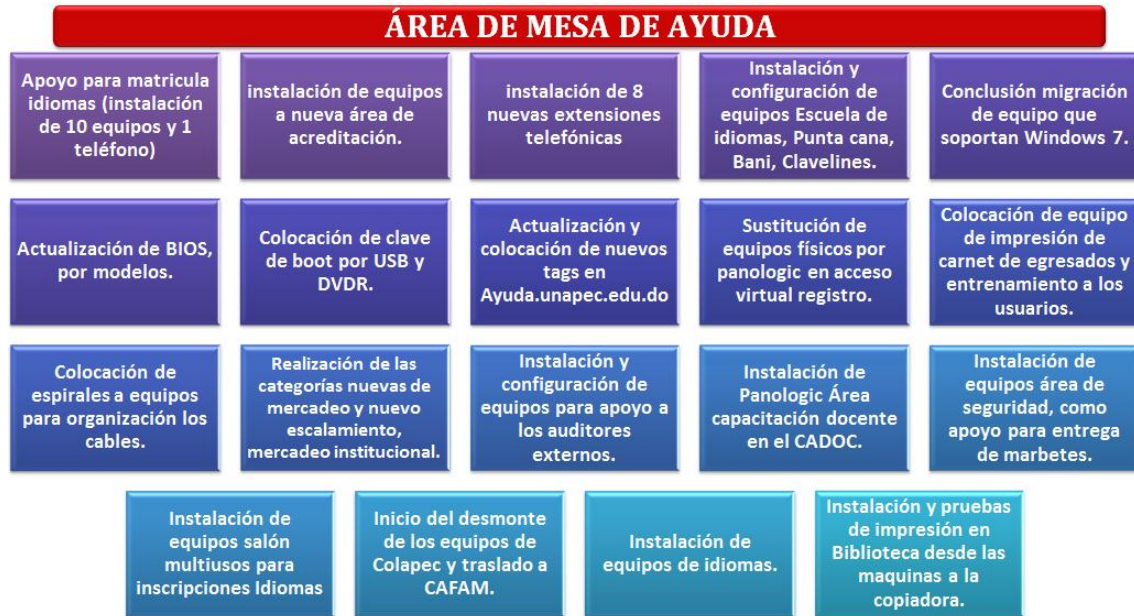 ÁREA DE MESA DE AYUDA
Apoyo para matricula
idiomas (instalación
de 10 equipos y 1
teléfono)
instalación de equipos
a nueva área de
acreditación.
instalación de 8
nuevas extensiones
telefónicas
Instalación y
configuración de
equipos Escuela de
idiomas, Punta cana,
Bani, Clavelines.
Conclusión migración
de equipo que
soportan Windows 7.
Actualización de BIOS,
por modelos.
Colocación de clave
de boot por USB y
DVDR.
Actualización y
colocación de nuevos
tags en
Ayuda.unapec.edu.do
Sustitución de
equipos físicos por
panologic en acceso
virtual registro.
Colocación de equipo
de impresión de
carnet de egresados y
entrenamiento a los
usuarios.
Colocación de
espirales a equipos
para organización los
cables.
Realización de las
categorías nuevas de
mercadeo y nuevo
escalamiento,
mercadeo institucional.
Instalación y
configuración de
equipos para apoyo a
los auditores
externos.
Instalación de
Panologic Área
capacitación docente
en el CADOC.
Instalación de
equipos área de
seguridad, como
apoyo para entrega
de marbetes.
Instalación de
equipos salón
multiusos para
inscripciones Idiomas
Inicio del desmonte
de los equipos de
Colapec y traslado a
CAFAM.
Instalación de
equipos de idiomas.
Instalación y pruebas
de impresión en
Biblioteca desde las
maquinas a la
copiadora.